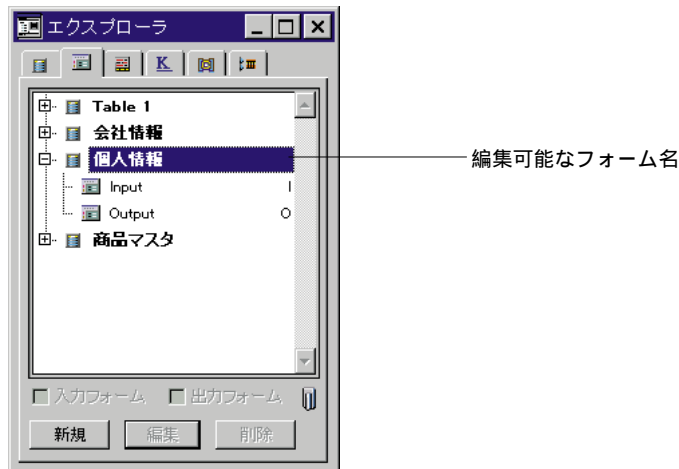 エクスプローラ
K
Table 1
会社情報
個人情報
編集可能なフォーム名
Input I
Output O
商品マスタ
入力フォーム 出力フォーム
新規 編集 削除